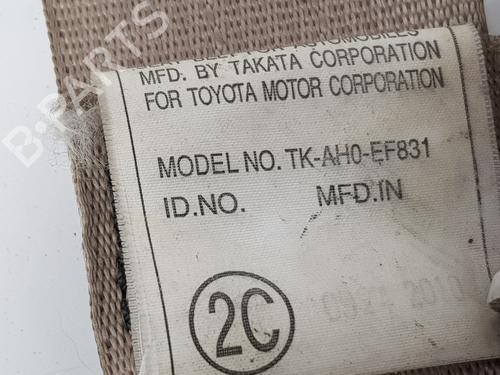 MFD. BY TAKATA CORPORATION
FOR TOYOTA MOTOR CORPORATION
MODEL NO. TK-AH0-EF831
ID.NO. MFD.IN
2C 2010
B-PARTS